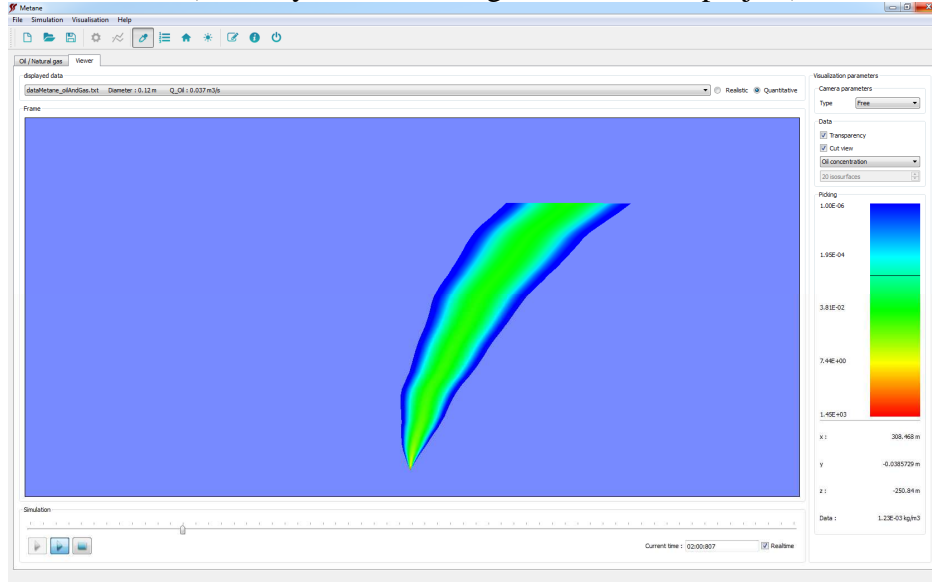 Metane
File Simulation Visualisation Help
Oil / Natural gas Viewer
displayed data
dataMetane_oilAndGas.txt Diameter : 0.12 m Q_Oil : 0.037 m3/s
Realistic Quantitative
Frame
Simulation
Current time : 02:00:807 Realtime
Visualization parameters
Camera parameters
Type Free
Data
Transparency
Cut view
Oil concentration
20 isosurfaces
Picking
1.00E-06
1.95E-04
3.81E-02
7.44E+00
1.45E+03
x : 308.468 m
y -0.0385729 m
z : -250.84 m
Data : 1.23E-03 kg/m3